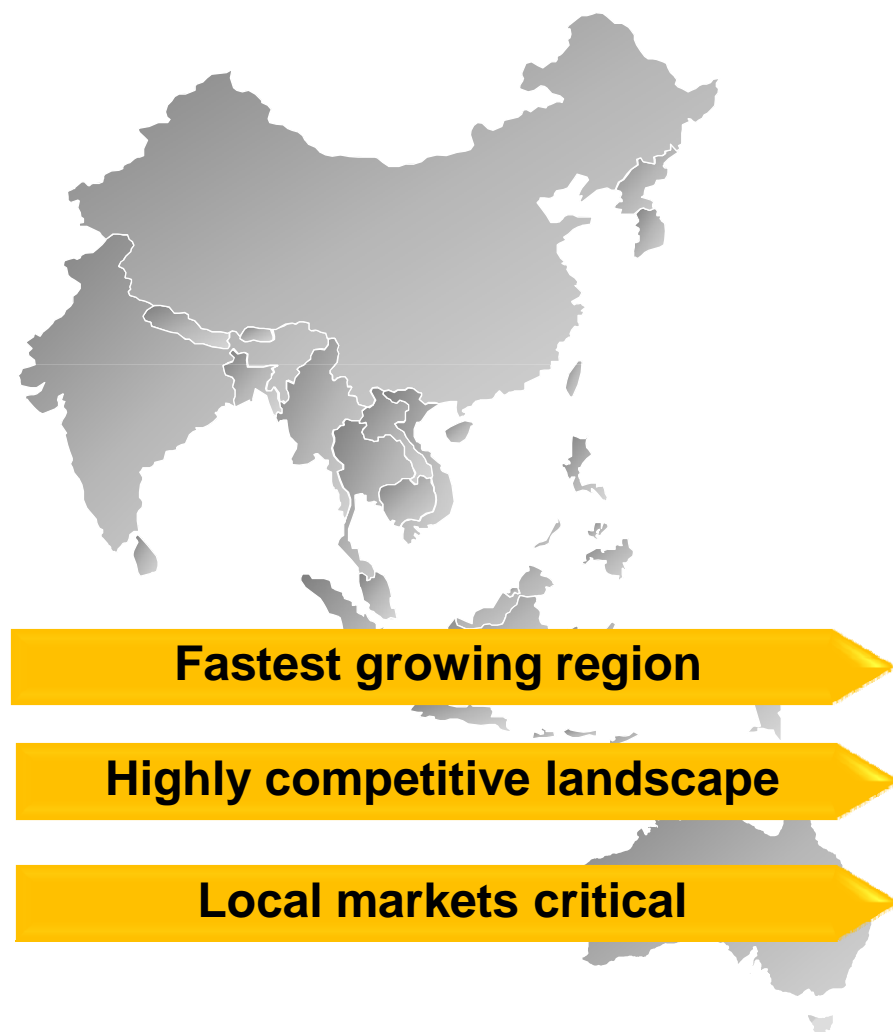 Fastest growing region
Highly competitive landscape
Local markets critical